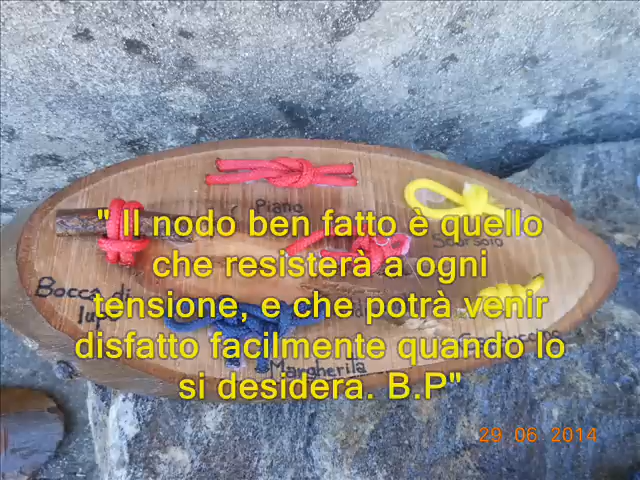 Piano
" Il nodo ben fatto è quello
Scorsoio
che resisterà a ogni
Bocca di
tensione, e che potrà venir
disfatto facilmente quando lo
Margherita
si desidera. B.P"
29 06 2014